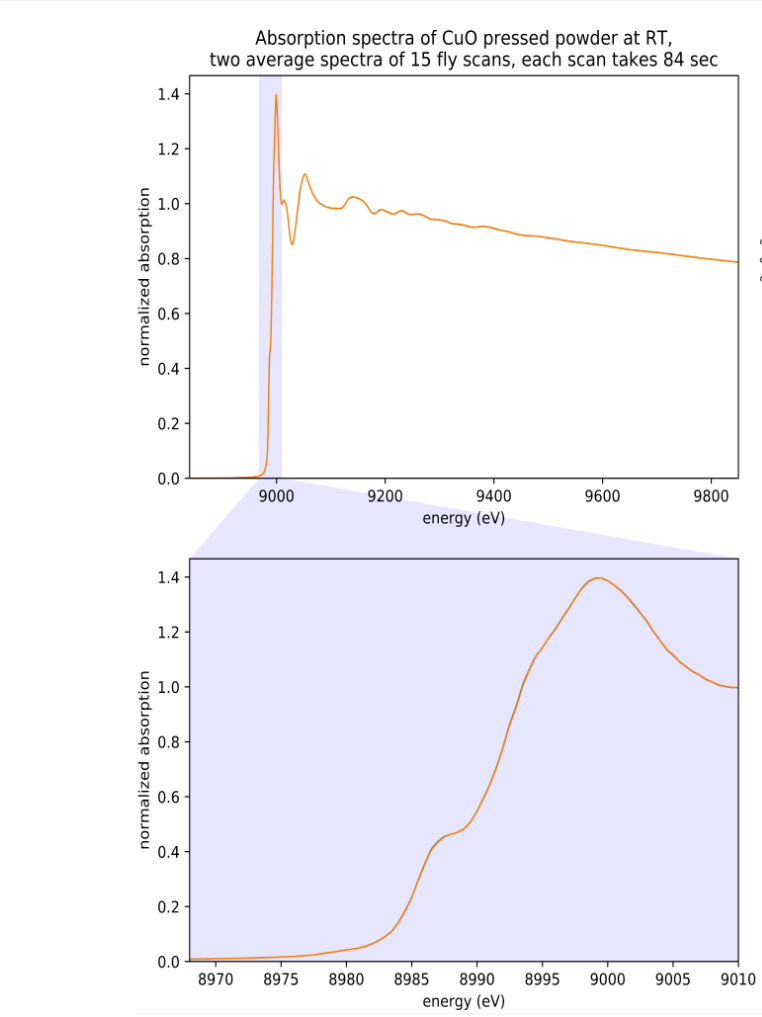 Absorption spectra of CuO pressed powder at RT,
two average spectra of 15 fly scans, each scan takes 84 sec
normalized absorption
1.4
1.2
1.0
0.8
0.6
0.4
0.2
0.0
9000 9200 9400 9600 9800
energy (eV)
normalized absorption
1.4
1.2
1.0
0.8
0.6
0.4
0.2
0.0
8970 8975 8980 8985 8990 8995 9000 9005 9010
energy (eV)